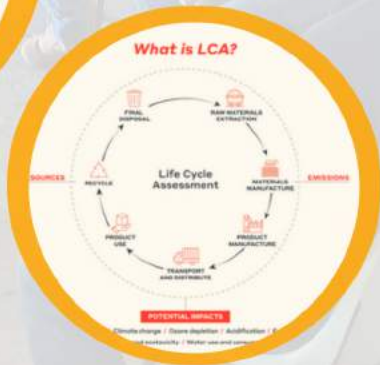 What is LCA?
FINAL
DISPOSAL
RAW MATERIALS
EXTRACTION
SOURCES
RECYCLE
Life Cycle
Assessment
MATERIALS
MANUFACTURE
EMISSIONS
PRODUCT
USE
PRODUCT
MANUFACTURE
TRANSPORT
AND DISTRIBUTE
POTENTIAL IMPACTS
Climate change / Ozone depletion / Acidification /
/ Water use and